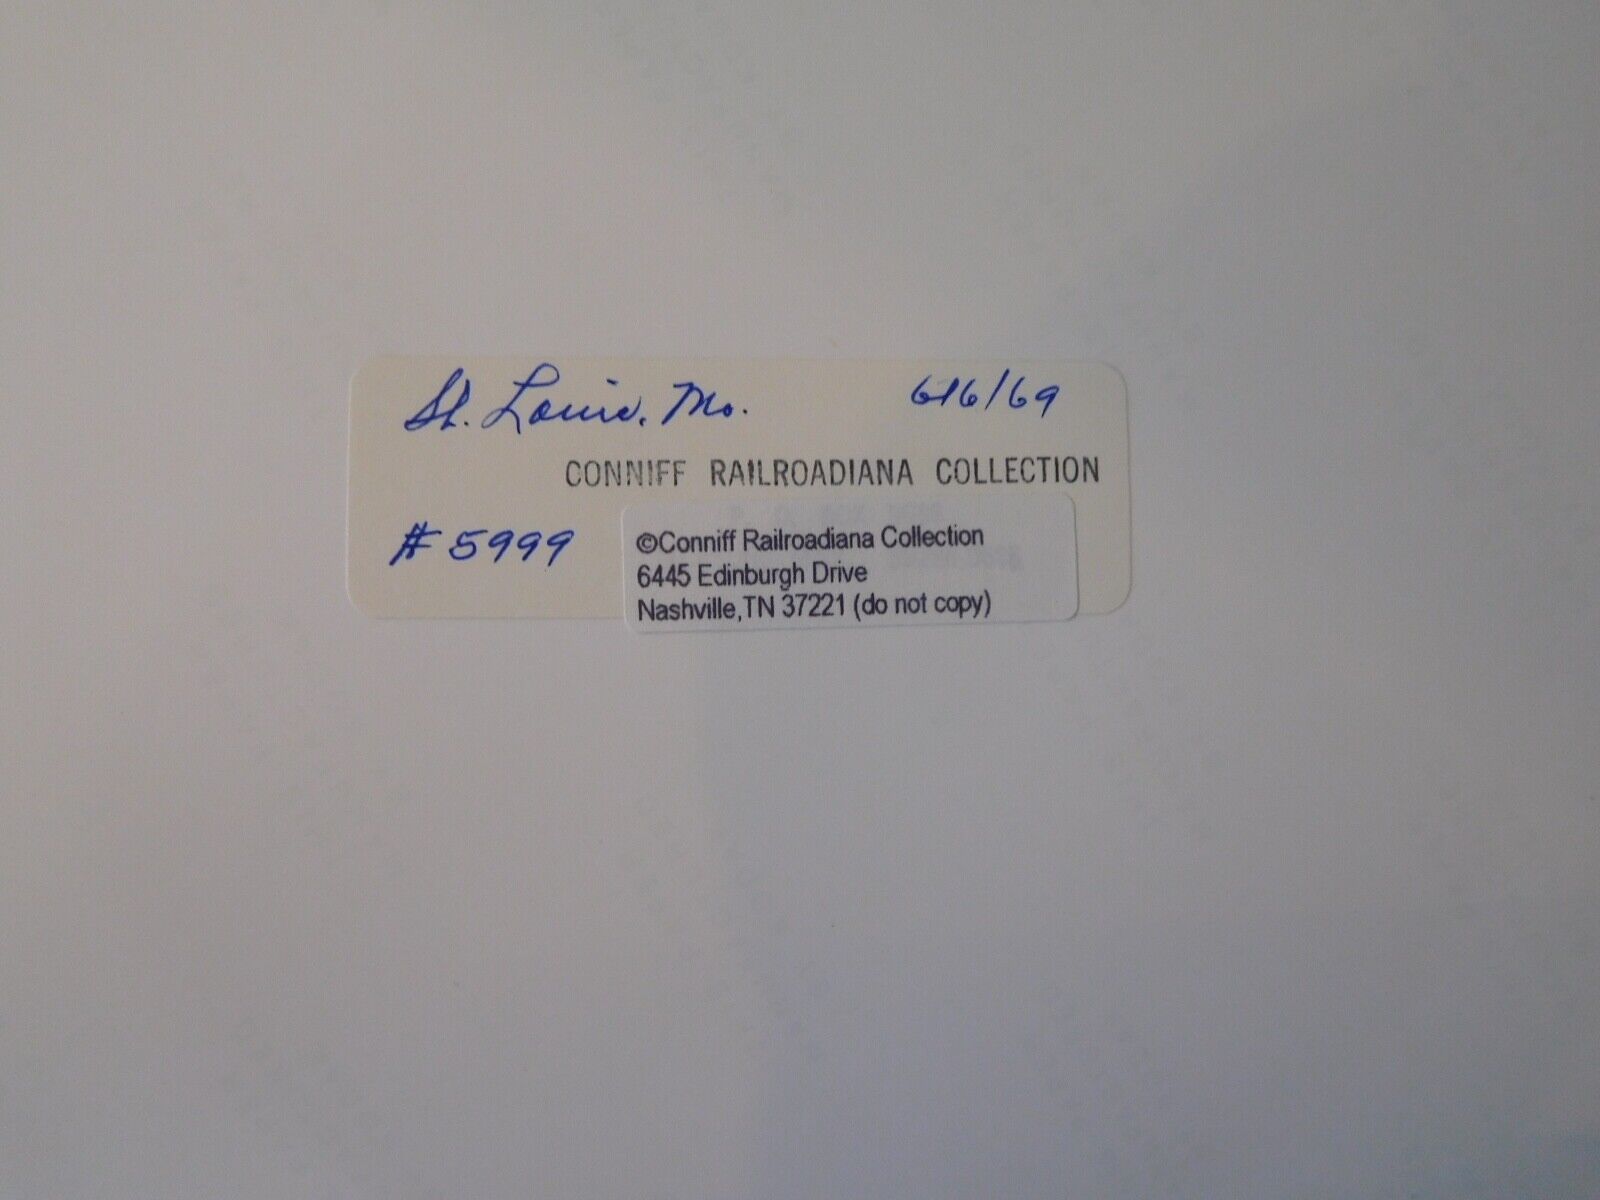 St. Louis, Mo. 6/6/69
CONNIFF RAILROADIANA COLLECTION
# 5999
©Conniff Railroadiana Collection
6445 Edinburgh Drive
Nashville,TN 37221 (do not copy)